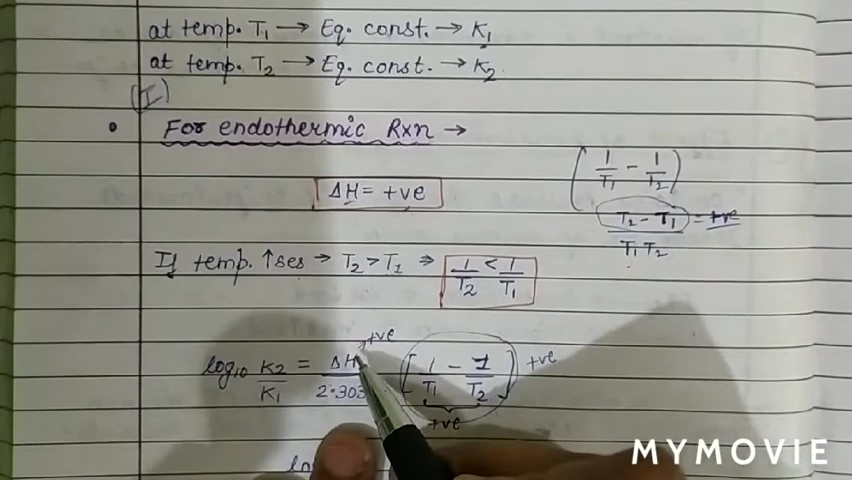 at temp. T₁ → Eq. const. → K₁
at temp. T₂ → Eq. const. → K₂
(I)
• For endothermic Rxn →
ΔH = +ve
(1/T₁ - 1/T₂)
T₂ - T₁/T₁T₂ = +ve
If temp. ↑ses → T₂ > T₁ ⇒ 1/T₂ < 1/T₁
log₁₀ K₂/K₁ = ΔH/2.303 [1/T₁ - 1/T₂] +ve
+ve
+ve
MYMOVIE